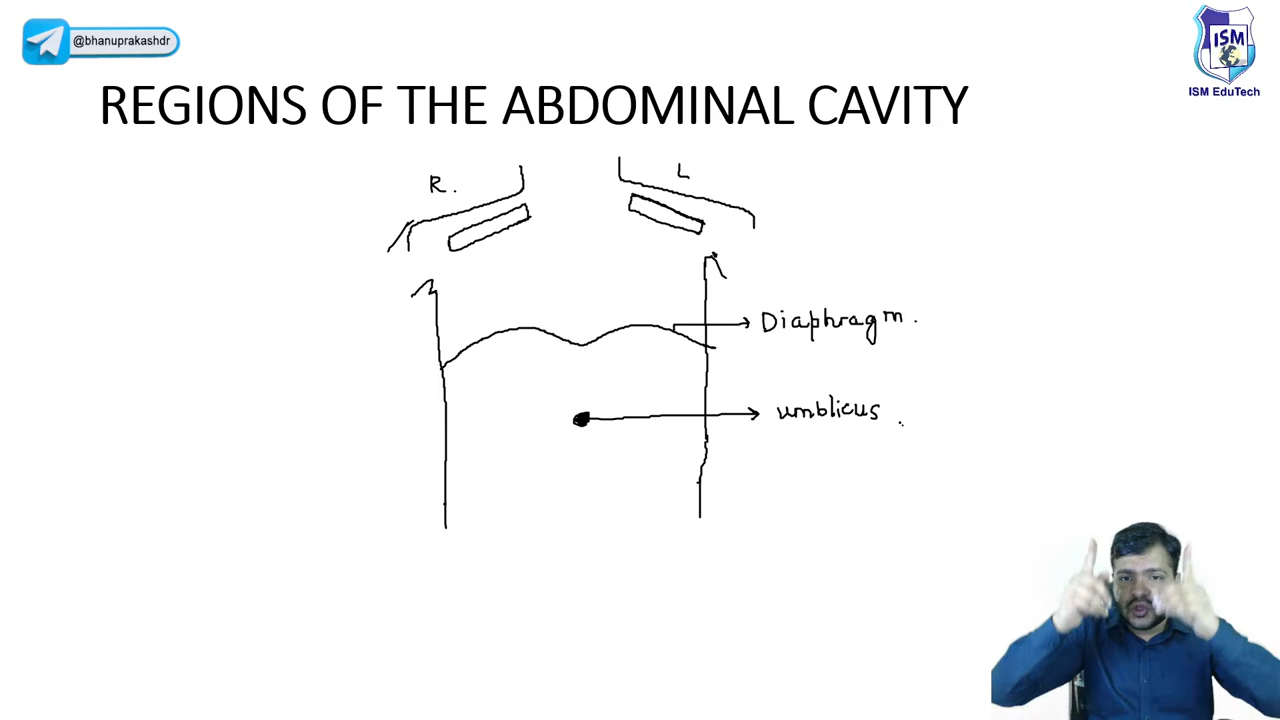 @bhanuprakashdr
ISM
ISM EduTech
REGIONS OF THE ABDOMINAL CAVITY
R.
L
Diaphragm.
umblicus.